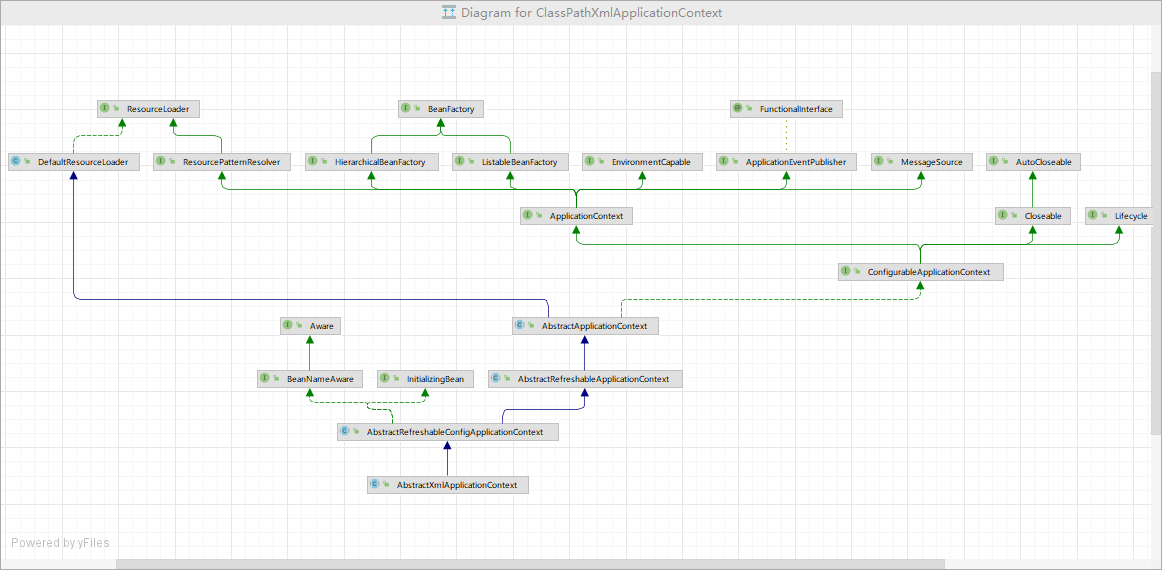 Diagram for ClassPathXmlApplicationContext
ResourceLoader
BeanFactory
FunctionalInterface
DefaultResourceLoader
ResourcePatternResolver
HierarchicalBeanFactory
ListableBeanFactory
EnvironmentCapable
ApplicationEventPublisher
MessageSource
AutoCloseable
ApplicationContext
Closeable
Lifecycle
ConfigurableApplicationContext
Aware
AbstractApplicationContext
BeanNameAware
InitializingBean
AbstractRefreshableApplicationContext
AbstractRefreshableConfigApplicationContext
AbstractXmlApplicationContext
Powered by yFiles